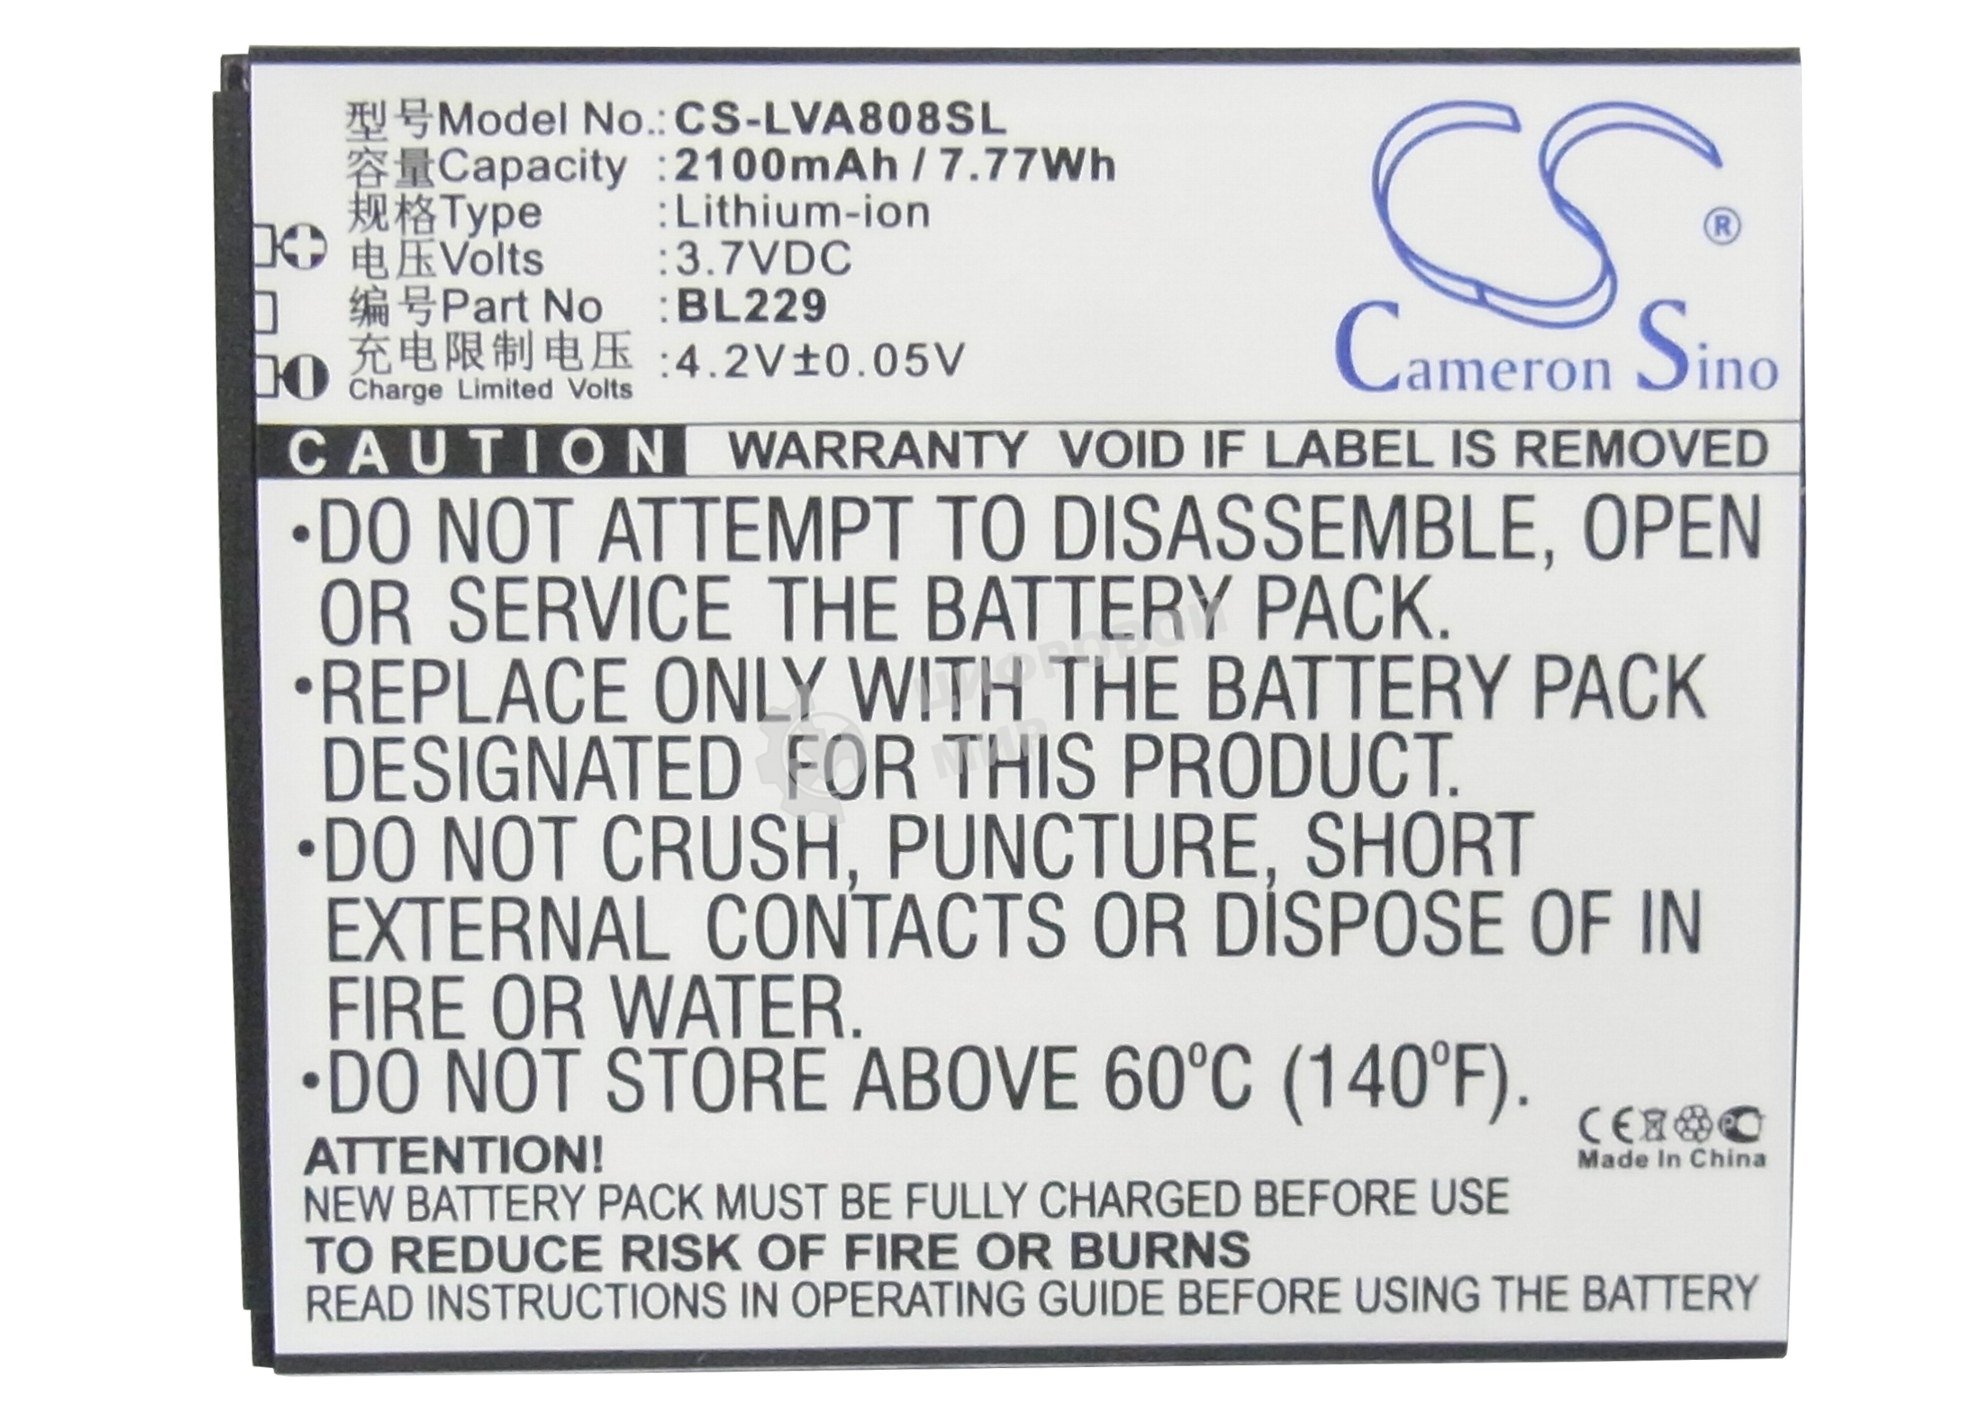 型号Model No.: CS-LVA808SL
容量Capacity : 2100mAh / 7.77Wh
规格Type : Lithium-ion
电压Volts : 3.7VDC
编号Part No : BL229
充电限制电压
Charge Limited Volts : 4.2V±0.05V
CS ®
Cameron Sino
CAUTION WARRANTY VOID IF LABEL IS REMOVED
•DO NOT ATTEMPT TO DISASSEMBLE, OPEN
OR SERVICE THE BATTERY PACK.
•REPLACE ONLY WITH THE BATTERY PACK
DESIGNATED FOR THIS PRODUCT.
•DO NOT CRUSH, PUNCTURE, SHORT
EXTERNAL CONTACTS OR DISPOSE OF IN
FIRE OR WATER.
•DO NOT STORE ABOVE 60°C (140°F).
CE
Made In China
ATTENTION!
NEW BATTERY PACK MUST BE FULLY CHARGED BEFORE USE
TO REDUCE RISK OF FIRE OR BURNS
READ INSTRUCTIONS IN OPERATING GUIDE BEFORE USING THE BATTERY
ЦИФРОВОЙ
МИР